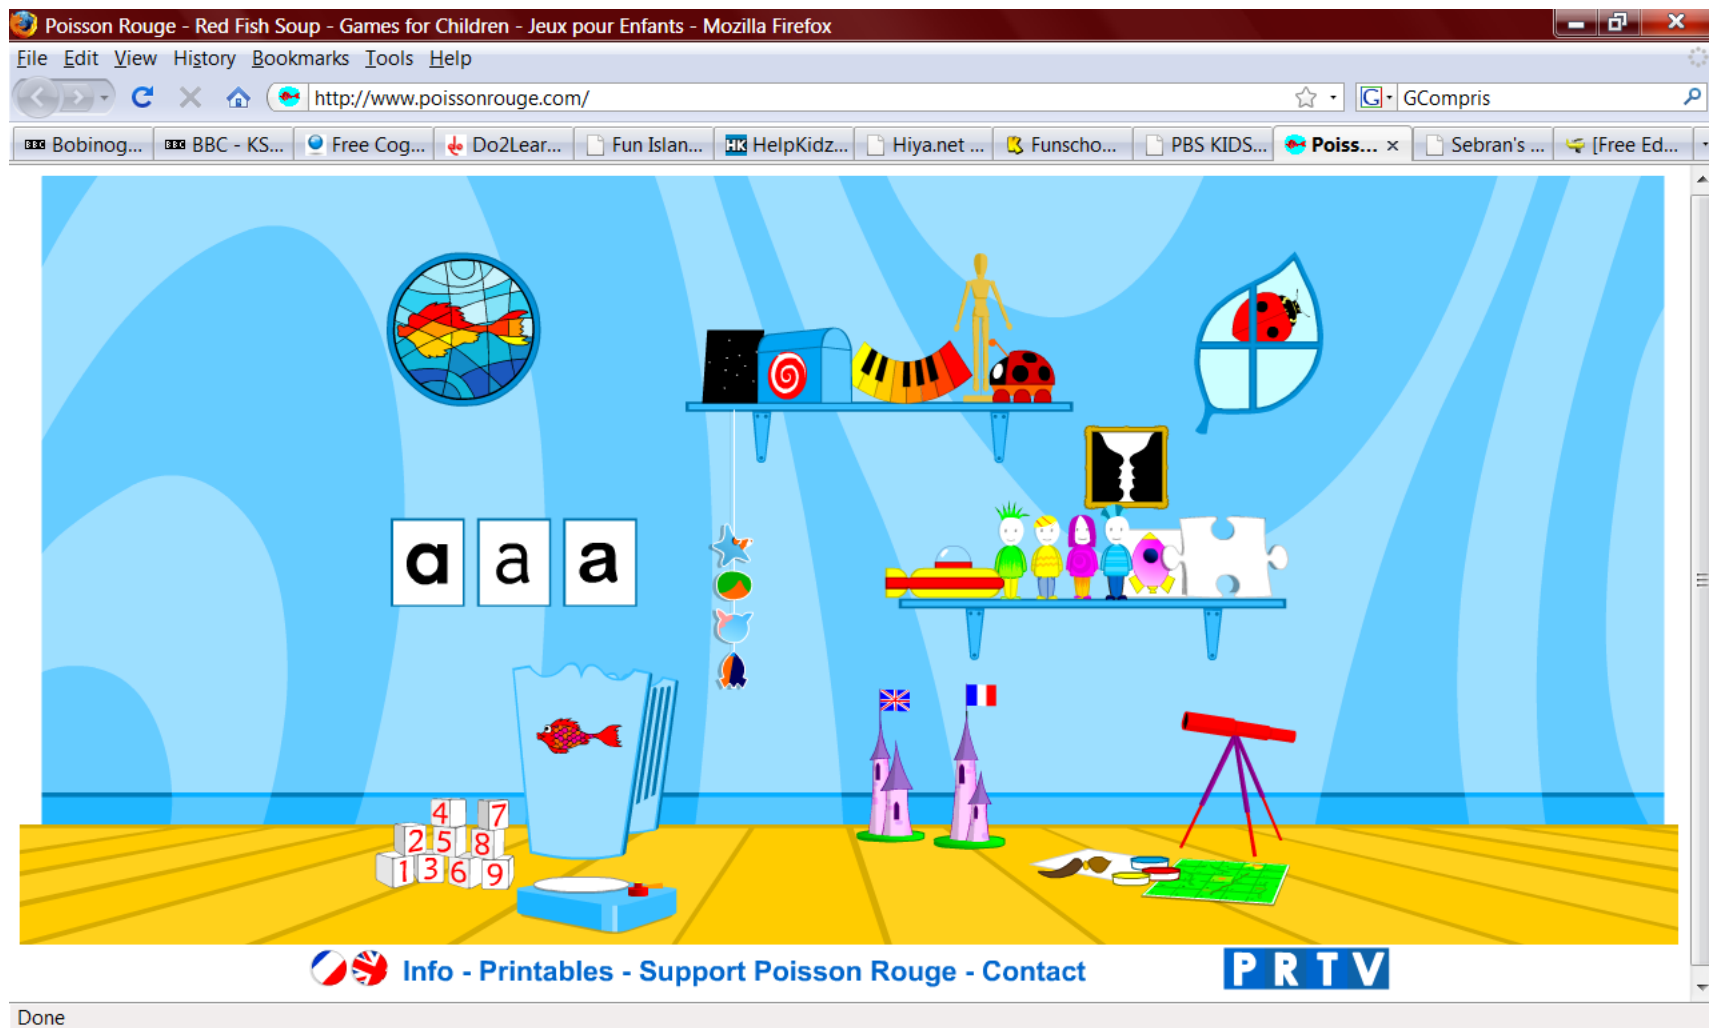 Poisson Rouge - Red Fish Soup - Games for Children - Jeux pour Enfants - Mozilla Firefox
File Edit View History Bookmarks Tools Help
http://www.poissonrouge.com/ G GCompris
BBC Bobinog... BBC BBC - KS... Free Cog... Do2Lear... Fun Islan... HK HelpKidz... Hiya.net ... Funscho... PBS KIDS... Poiss... Sebran's ... [Free Ed...
a a a
4 7
2 5 8
1 3 6 9
Info - Printables - Support Poisson Rouge - Contact PRTV
Done